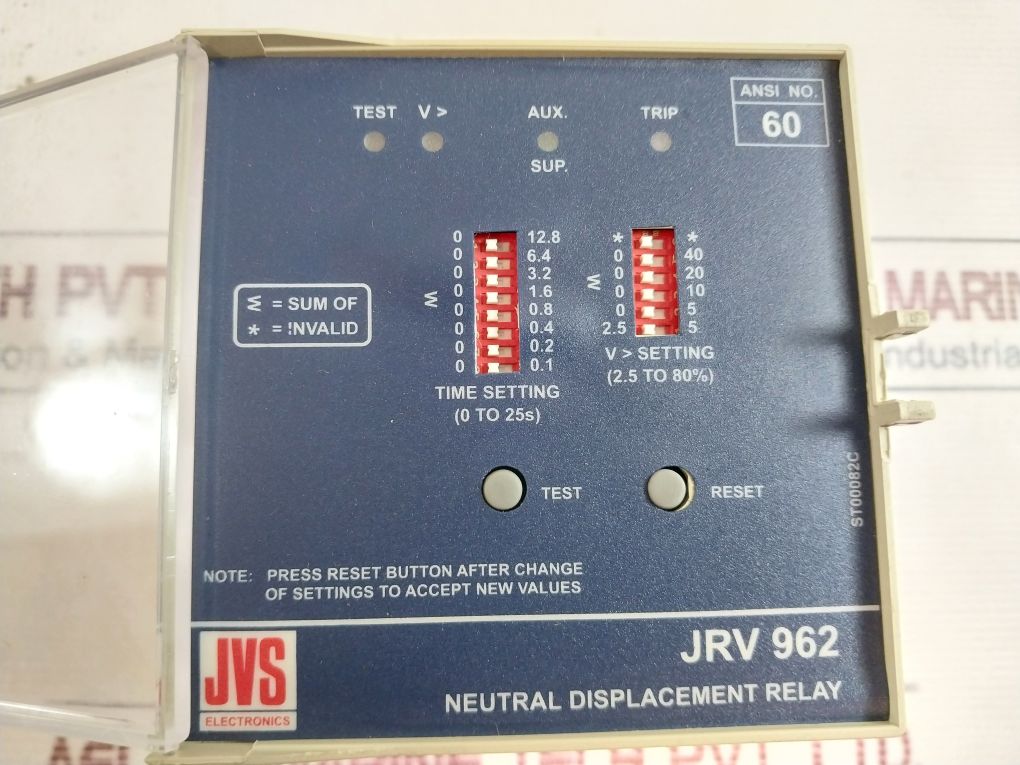 ANSI NO.
60
TEST V > AUX. TRIP
SUP.
0 12.8
0 6.4
0 3.2
0 1.6
0 0.8
0 0.4
0 0.2
0 0.1
Σ
TIME SETTING
(0 TO 25s)
* *
0 40
0 20
0 10
0 5
2.5 5
Σ
V > SETTING
(2.5 TO 80%)
Σ = SUM OF
* = INVALID
TEST
RESET
ST00082C
NOTE: PRESS RESET BUTTON AFTER CHANGE
OF SETTINGS TO ACCEPT NEW VALUES
JVS
ELECTRONICS
JRV 962
NEUTRAL DISPLACEMENT RELAY